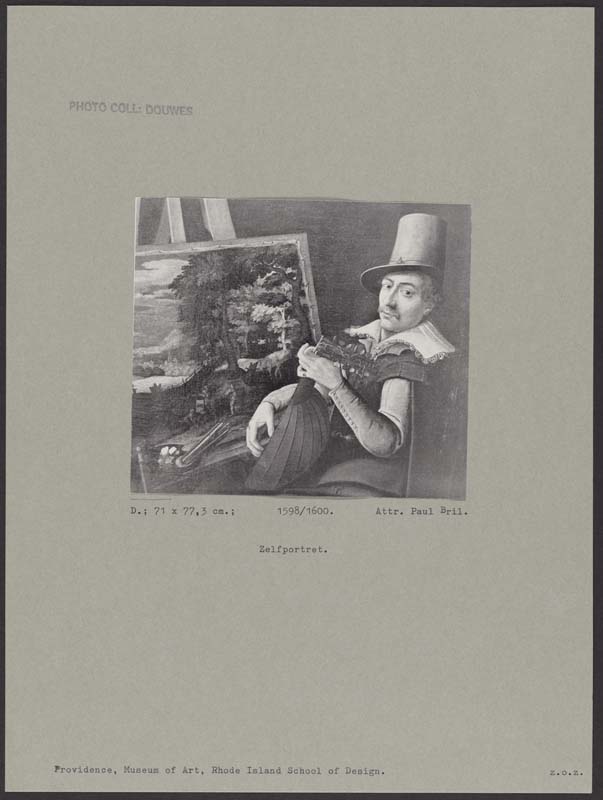 PHOTO COLL: DOUWES
D.; 71 x 77,3 cm.; 1598/1600. Attr. Paul Bril.
Zelfportret.
Providence, Museum of Art, Rhode Island School of Design.
z.o.z.